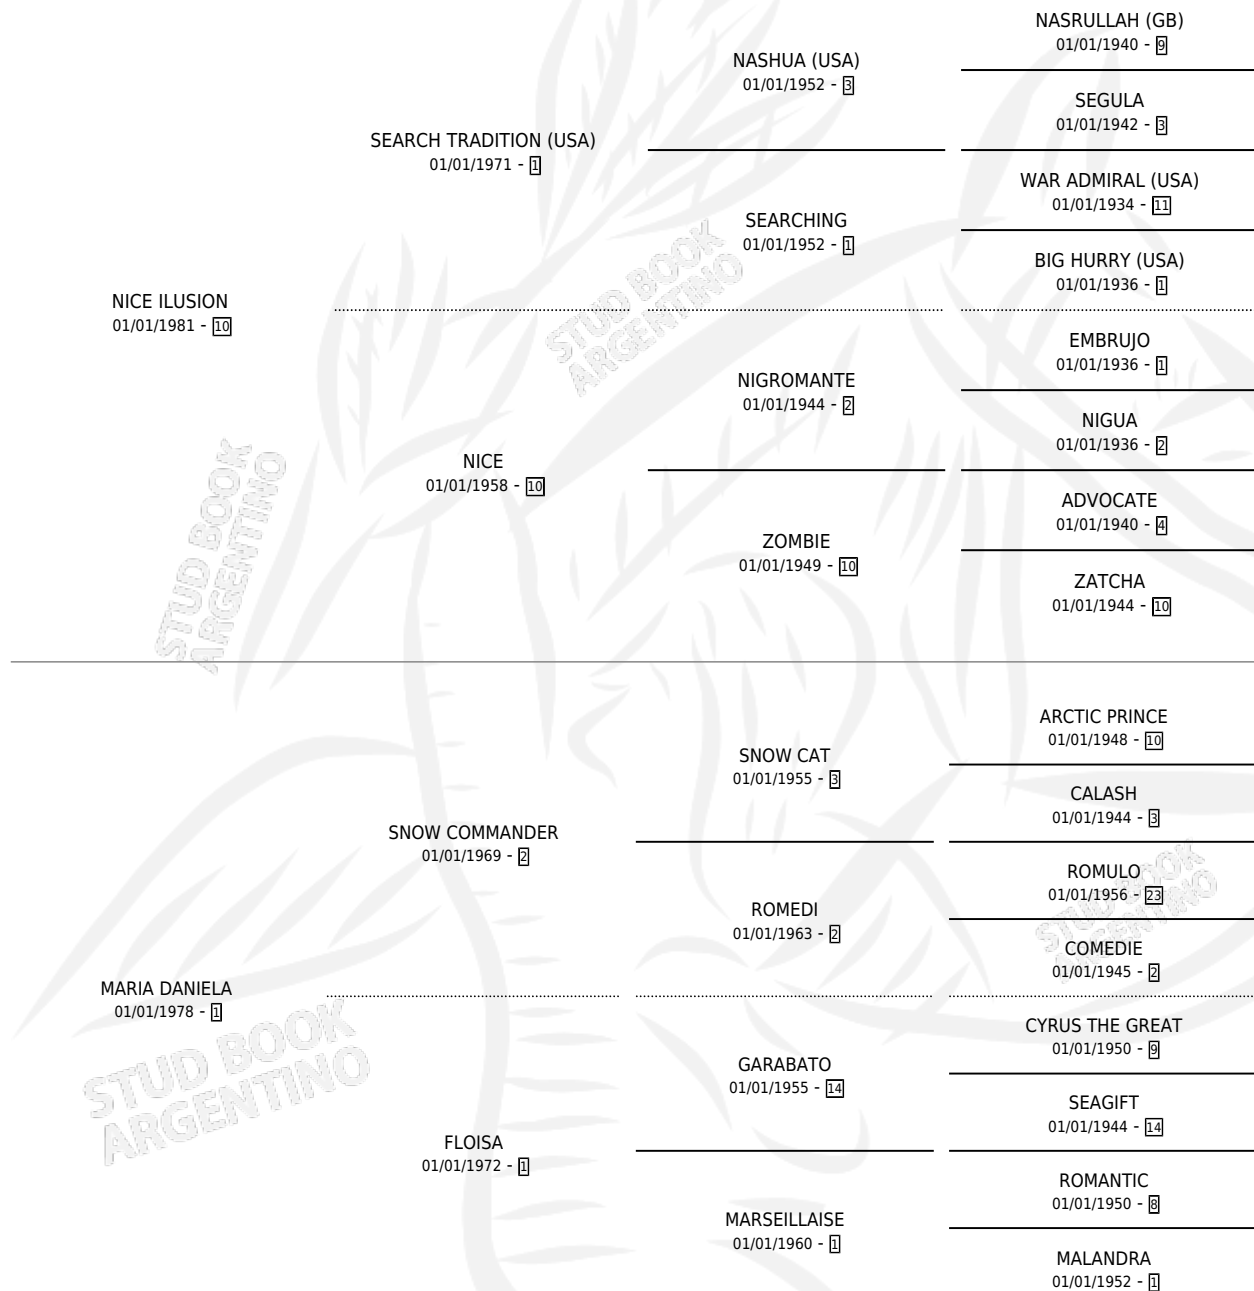 NASRULLAH (GB)
01/01/1940 - 9
NASHUA (USA)
01/01/1952 - 3
SEGULA
01/01/1942 - 3
SEARCH TRADITION (USA)
01/01/1971 - 1
WAR ADMIRAL (USA)
01/01/1934 - 11
SEARCHING
01/01/1952 - 1
BIG HURRY (USA)
01/01/1936 - 1
NICE ILUSION
01/01/1981 - 10
EMBRUJO
01/01/1936 - 1
NIGROMANTE
01/01/1944 - 2
NIGUA
01/01/1936 - 2
NICE
01/01/1958 - 10
ADVOCATE
01/01/1940 - 4
ZOMBIE
01/01/1949 - 10
ZATCHA
01/01/1944 - 10
ARCTIC PRINCE
01/01/1948 - 10
SNOW CAT
01/01/1955 - 3
CALASH
01/01/1944 - 3
SNOW COMMANDER
01/01/1969 - 2
ROMULO
01/01/1956 - 23
ROMEDI
01/01/1963 - 2
COMEDIE
01/01/1945 - 2
MARIA DANIELA
01/01/1978 - 1
CYRUS THE GREAT
01/01/1950 - 9
GARABATO
01/01/1955 - 14
SEAGIFT
01/01/1944 - 14
FLOISA
01/01/1972 - 1
ROMANTIC
01/01/1950 - 8
MARSEILLAISE
01/01/1960 - 1
MALANDRA
01/01/1952 - 1
STUD BOOK
ARGENTINO
STUD BOOK
ARGENTINO
STUD BOOK
ARGENTINO
STUD BOOK
ARGENTINO